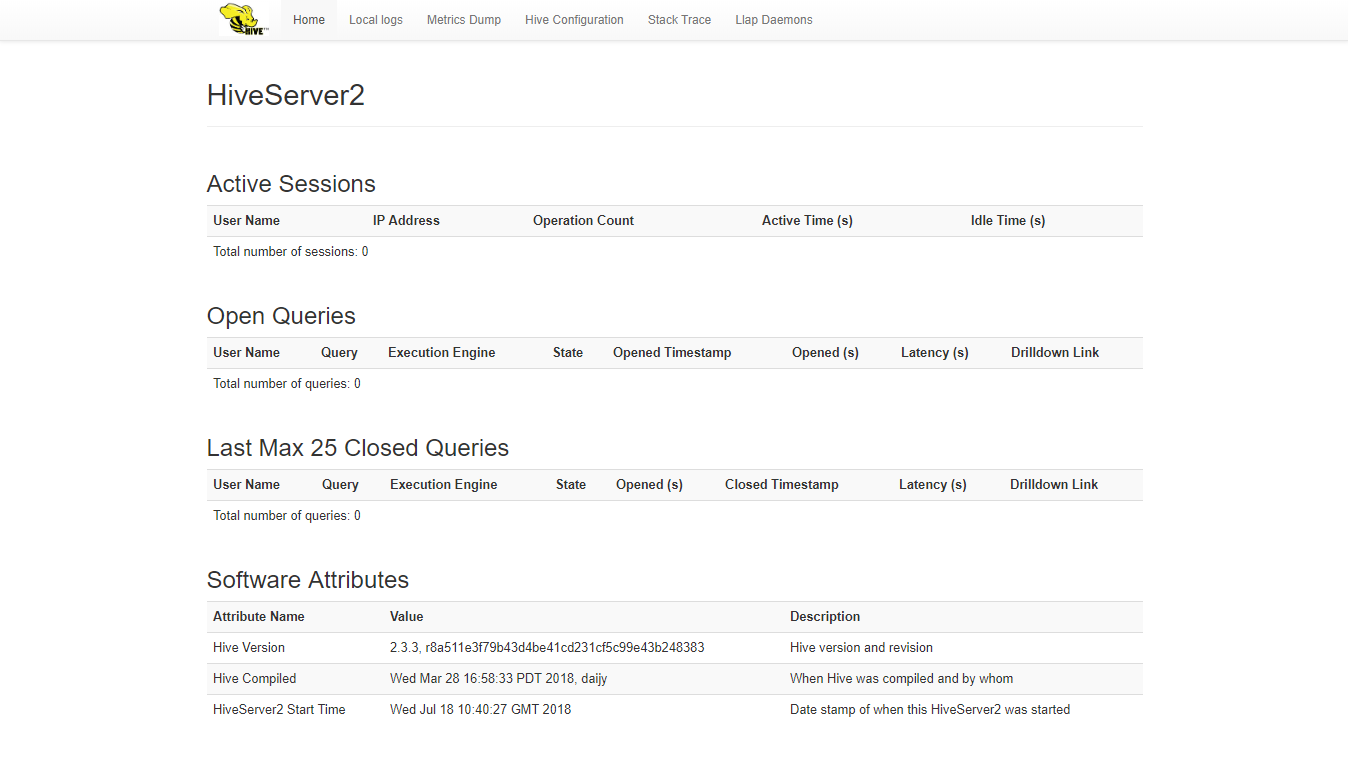 HIVE Home Local logs Metrics Dump Hive Configuration Stack Trace Llap Daemons
HiveServer2
Active Sessions
User Name IP Address Operation Count Active Time (s) Idle Time (s)
Total number of sessions: 0
Open Queries
User Name Query Execution Engine State Opened Timestamp Opened (s) Latency (s) Drilldown Link
Total number of queries: 0
Last Max 25 Closed Queries
User Name Query Execution Engine State Opened (s) Closed Timestamp Latency (s) Drilldown Link
Total number of queries: 0
Software Attributes
Attribute Name Value Description
Hive Version 2.3.3, r8a511e3f79b43d4be41cd231cf5c99e43b248383 Hive version and revision
Hive Compiled Wed Mar 28 16:58:33 PDT 2018, daijy When Hive was compiled and by whom
HiveServer2 Start Time Wed Jul 18 10:40:27 GMT 2018 Date stamp of when this HiveServer2 was started